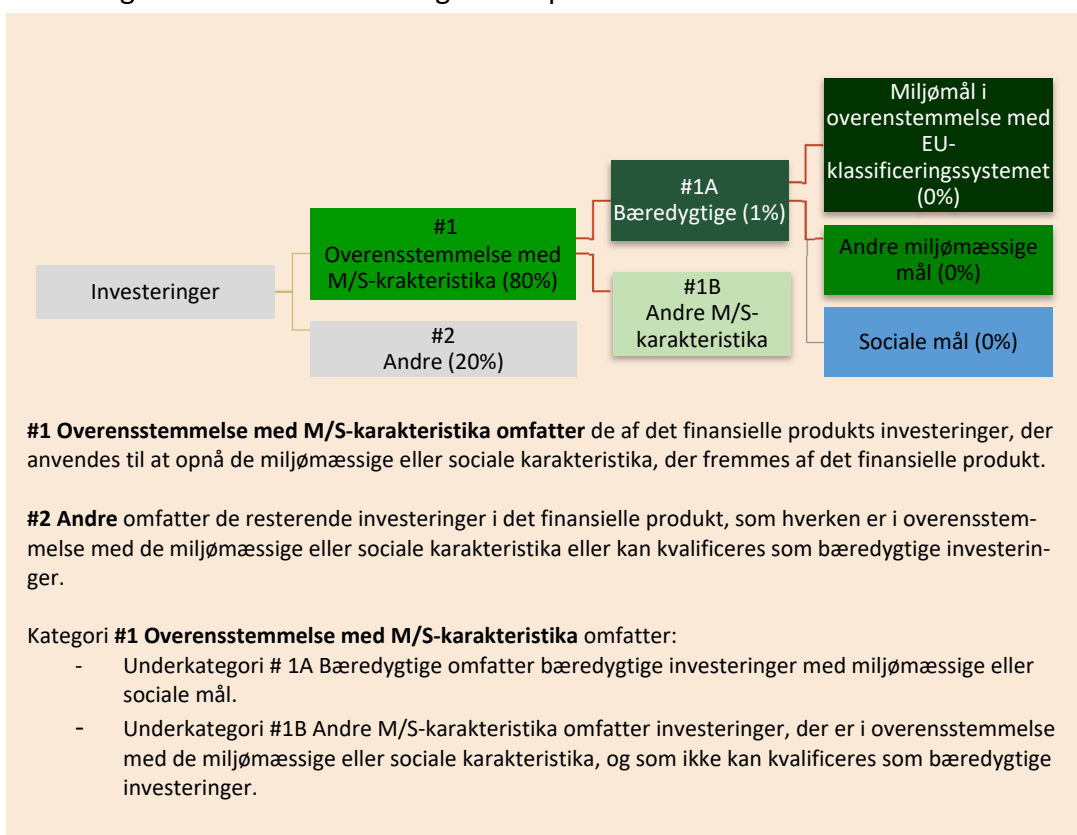 Investeringer
#1
Overensstemmelse med
M/S-krakteristika (80%)
#2
Andre (20%)
#1A
Bæredygtige (1%)
#1B
Andre M/S-
karakteristika
Miljømål i
overenstemmelse med
EU-
klassificeringssystemet
(0%)
Andre miljømæssige
mål (0%)
Sociale mål (0%)
#1 Overensstemmelse med M/S-karakteristika omfatter de af det finansielle produkts investeringer, der
anvendes til at opnå de miljømæssige eller sociale karakteristika, der fremmes af det finansielle produkt.
#2 Andre omfatter de resterende investeringer i det finansielle produkt, som hverken er i overensstem-
melse med de miljømæssige eller sociale karakteristika eller kan kvalificeres som bæredygtige investerin-
ger.
Kategori #1 Overensstemmelse med M/S-karakteristika omfatter:
- Underkategori # 1A Bæredygtige omfatter bæredygtige investeringer med miljømæssige eller
sociale mål.
- Underkategori #1B Andre M/S-karakteristika omfatter investeringer, der er i overensstemmelse
med de miljømæssige eller sociale karakteristika, og som ikke kan kvalificeres som bæredygtige
investeringer.